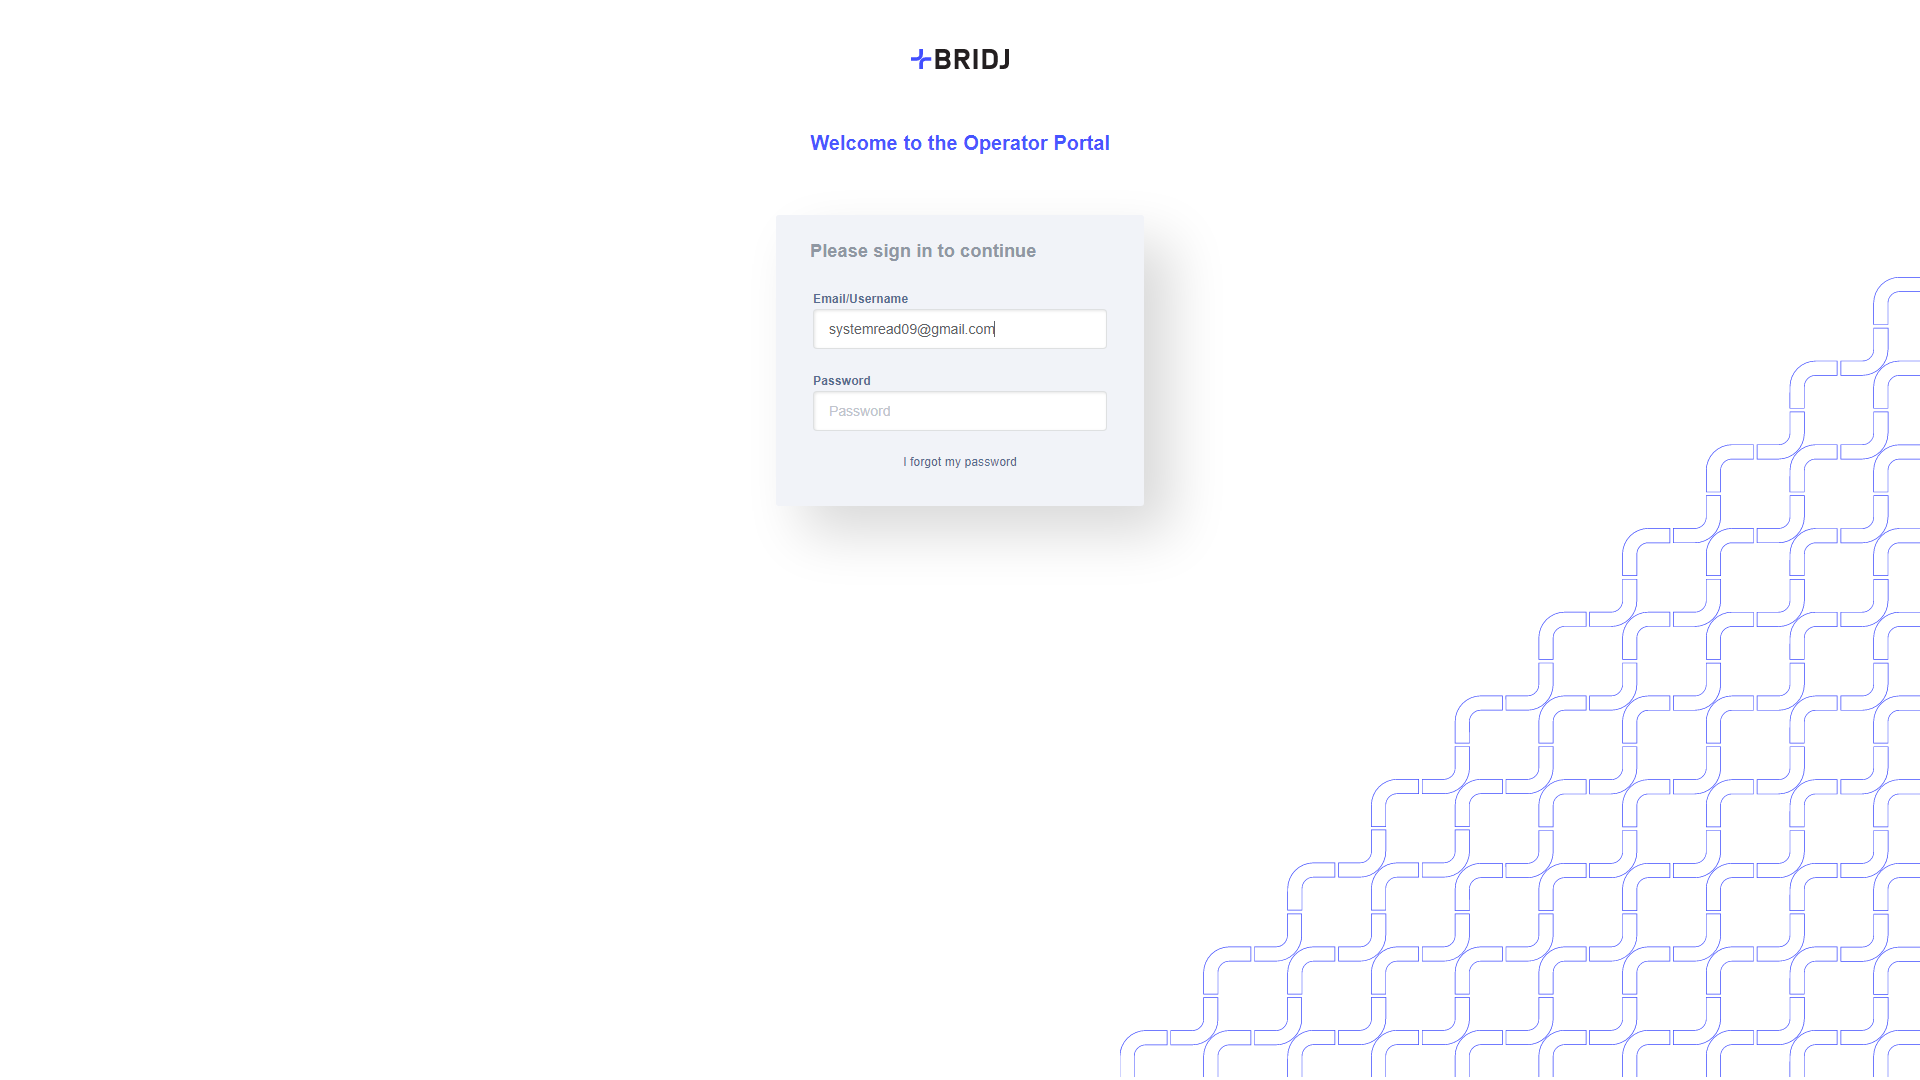 BRIDJ
Welcome to the Operator Portal
Please sign in to continue
Email/Username
systemread09@gmail.com
Password
Password
I forgot my password